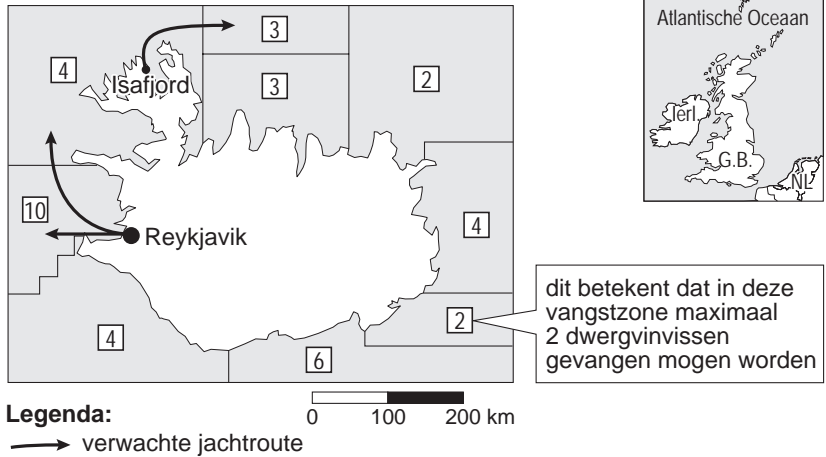 Atlantische Oceaan
Ierl.
G.B.
NL
3
4
3
2
Isafjord
10
Reykjavik
4
4
2
6
dit betekent dat in deze
vangstzone maximaal
2 dwergvinvissen
gevangen mogen worden
Legenda:
0 100 200 km
verwachte jachtroute